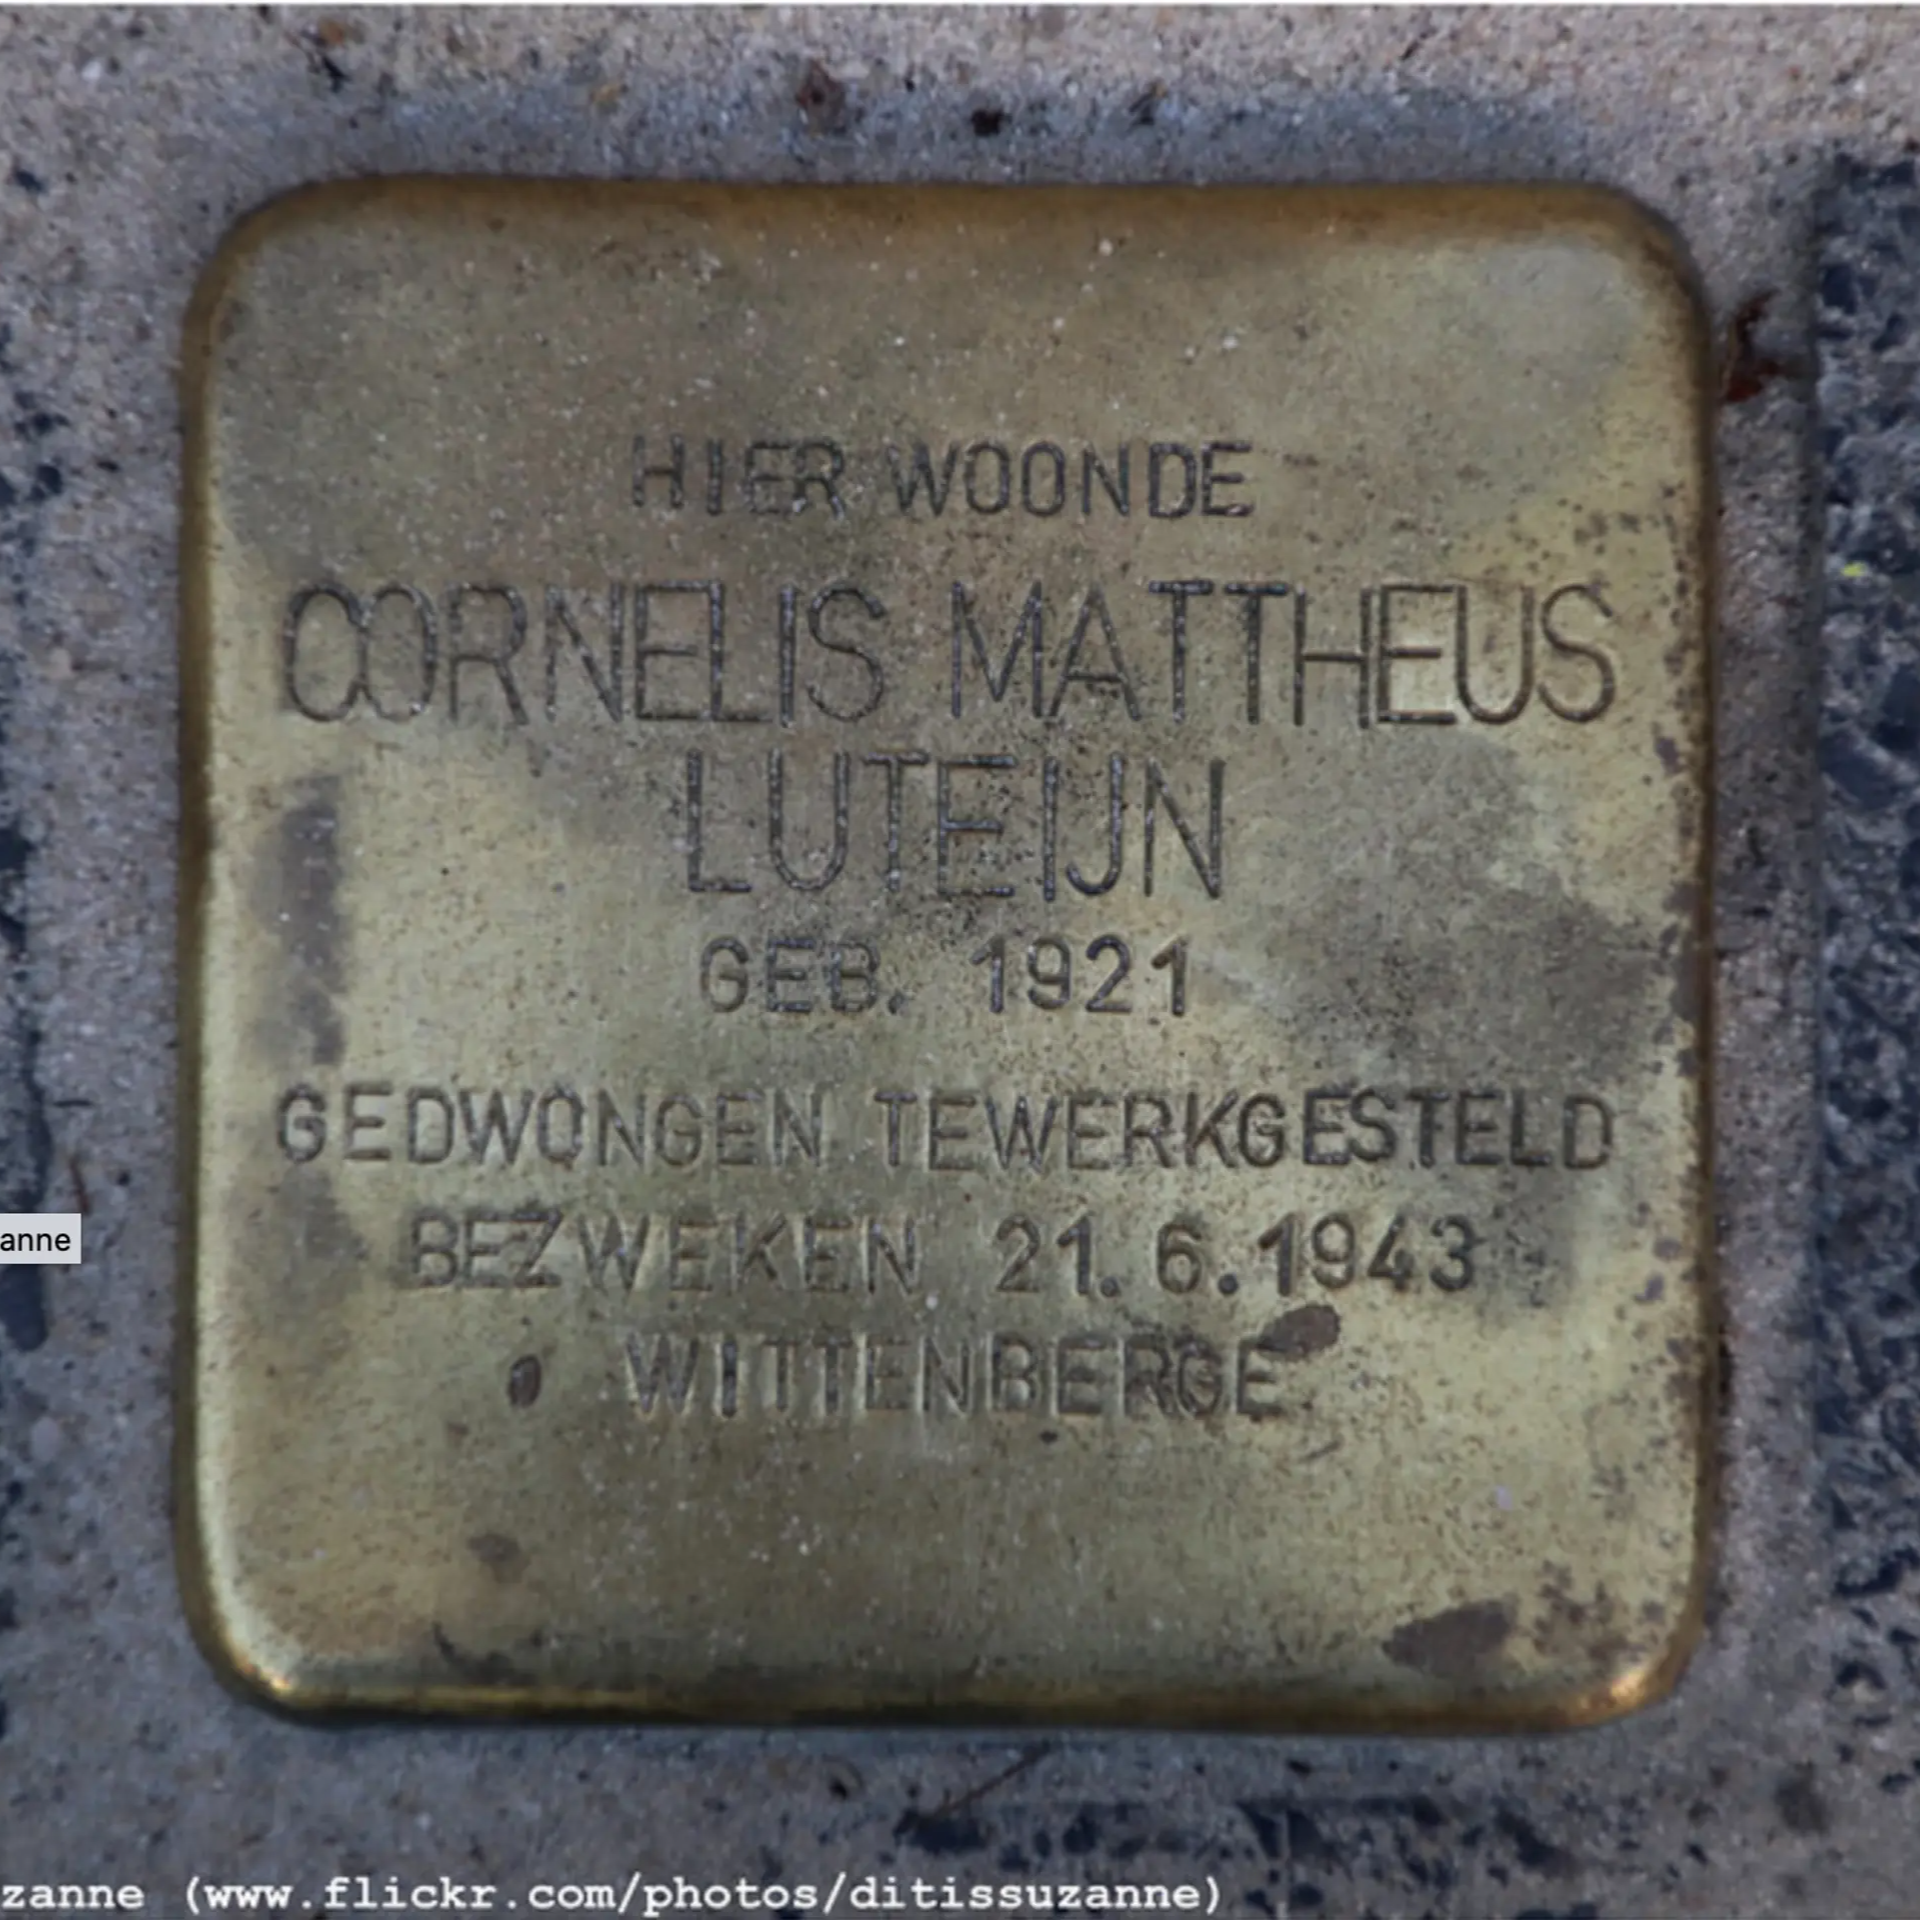 HIER WOONDE
CORNELIS MATTHEUS
LUTEIJN
GEB. 1921
GEDWONGEN TEWERKGESTELD
BEZWEKEN 21.6.1943
WITTENBERGE
anne
zanne (www.flickr.com/photos/ditissuzanne)